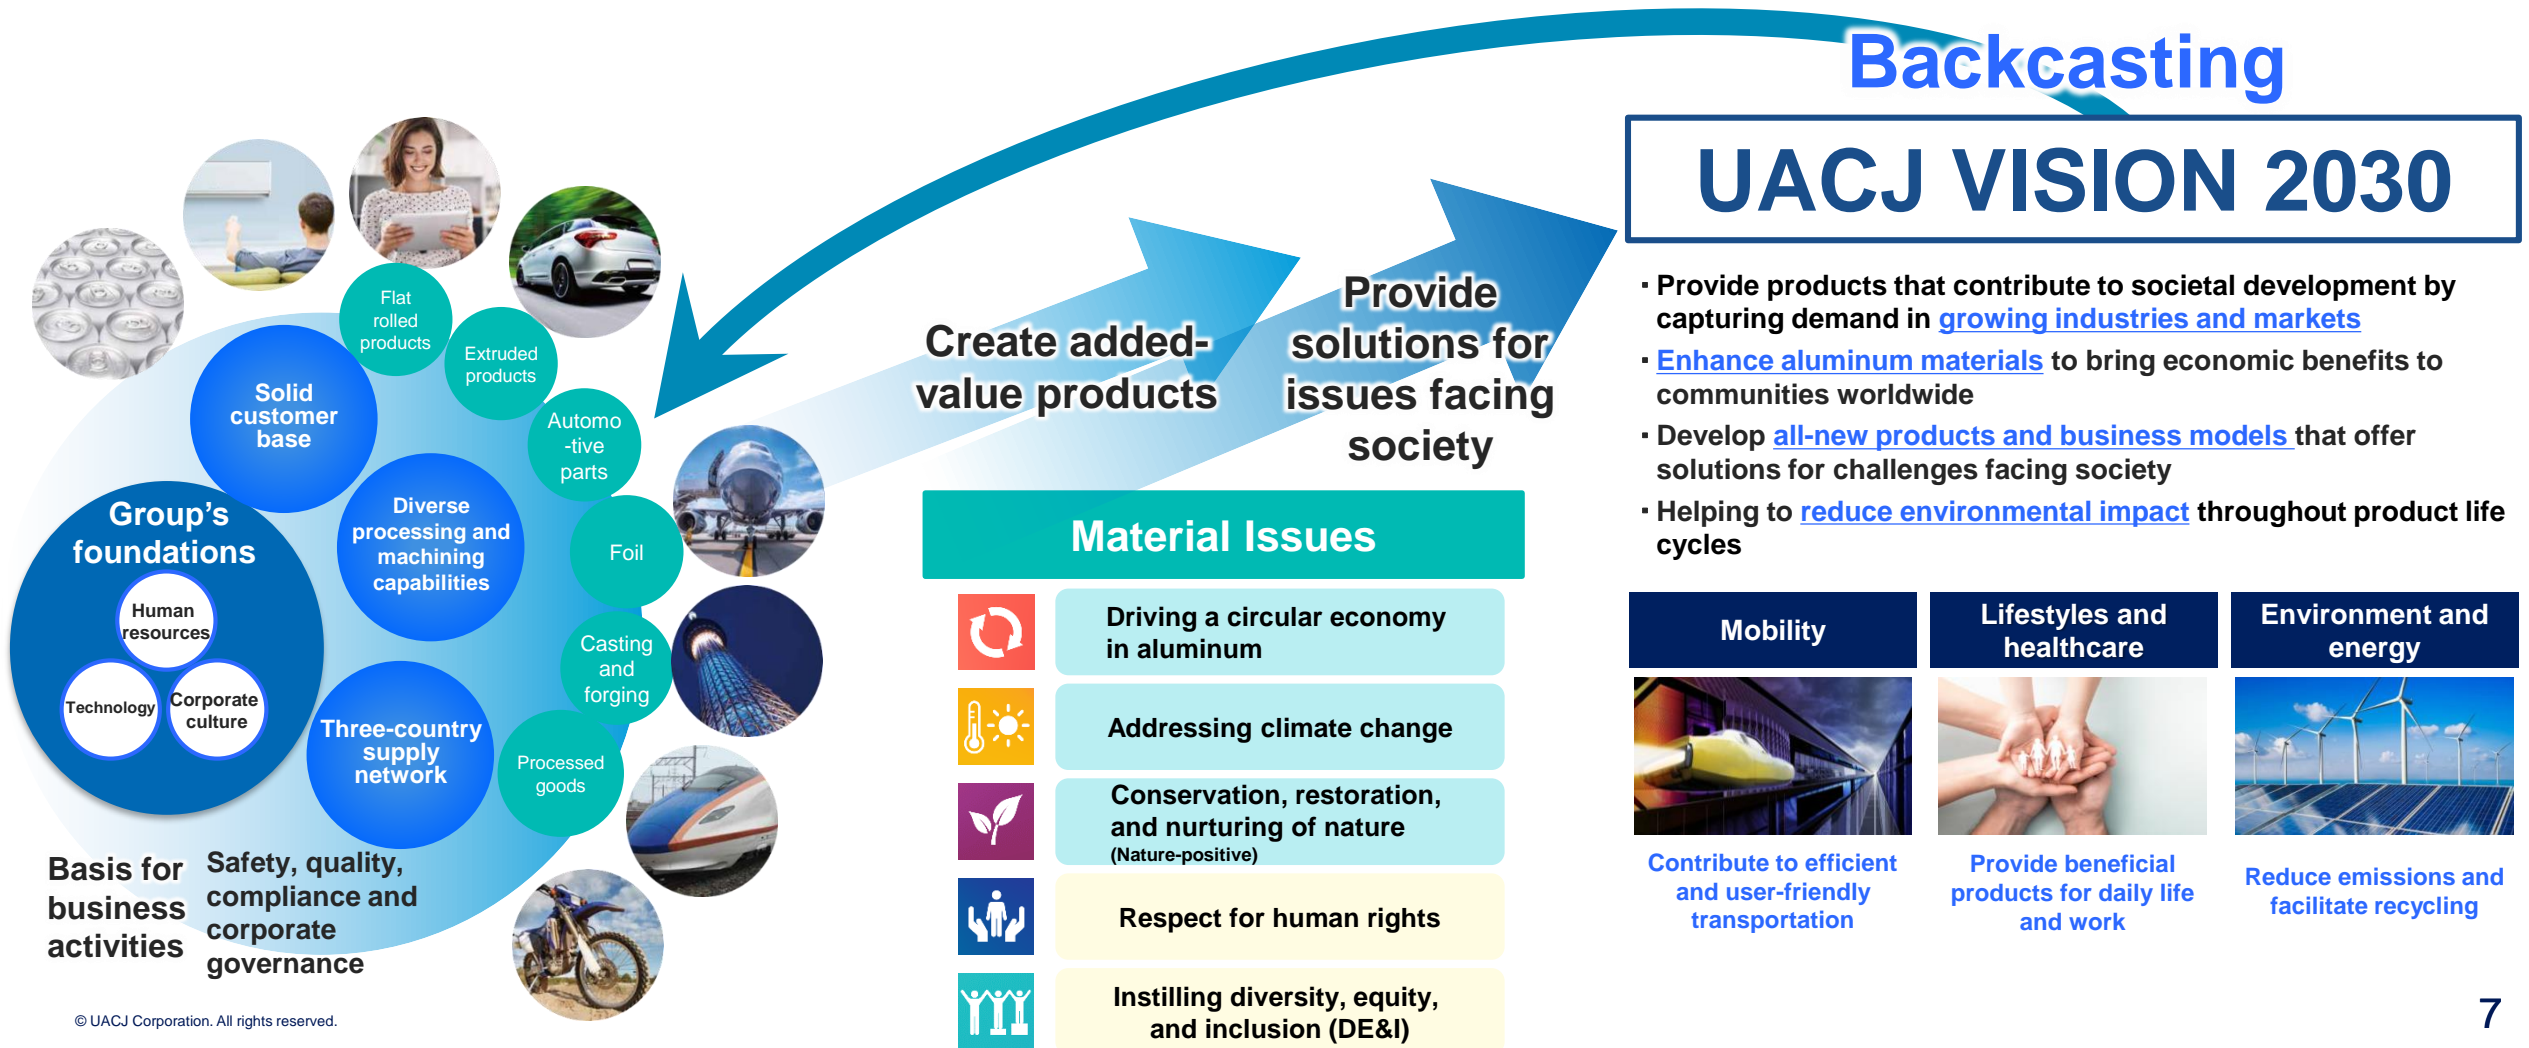 Backcasting
UACJ VISION 2030
Flat
rolled
products
Extruded
products
Automo
-tive
parts
Foil
Casting
and
forging
Processed
goods
Solid
customer
base
Diverse
processing and
machining
capabilities
Three-country
supply
network
Group’s
foundations
Human
resources
Technology
Corporate
culture
Basis for
business
activities
Safety, quality,
compliance and
corporate
governance
Create added-
value products
Provide
solutions for
issues facing
society
Material Issues
Driving a circular economy
in aluminum
Addressing climate change
Conservation, restoration,
and nurturing of nature
(Nature-positive)
Respect for human rights
Instilling diversity, equity,
and inclusion (DE&I)
· Provide products that contribute to societal development by
capturing demand in growing industries and markets
· Enhance aluminum materials to bring economic benefits to
communities worldwide
· Develop all-new products and business models that offer
solutions for challenges facing society
· Helping to reduce environmental impact throughout product life
cycles
Mobility
Contribute to efficient
and user-friendly
transportation
Lifestyles and
healthcare
Provide beneficial
products for daily life
and work
Environment and
energy
Reduce emissions and
facilitate recycling
© UACJ Corporation. All rights reserved.
7